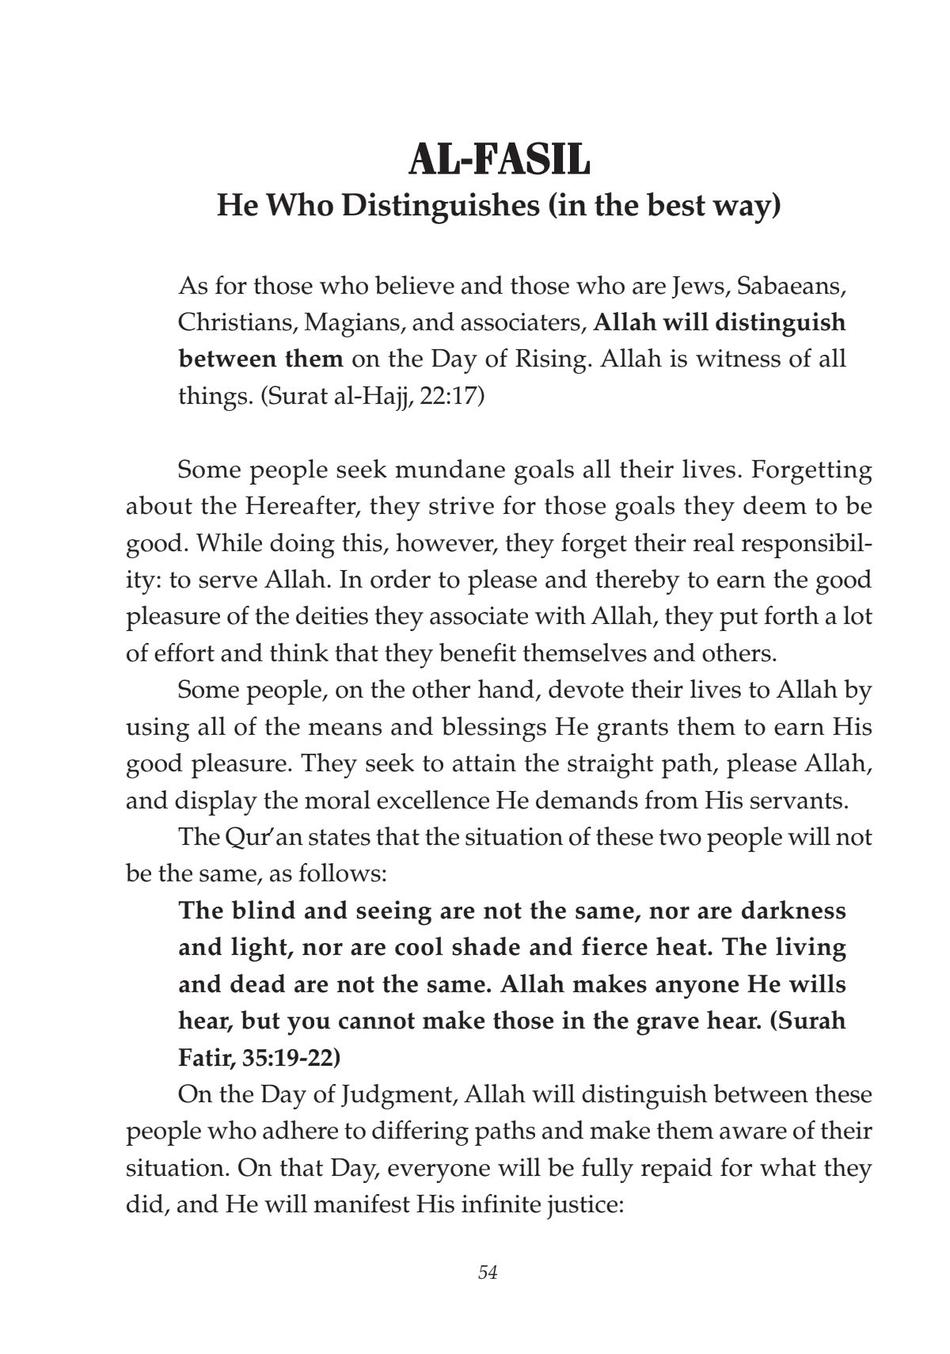 AL-FASIL
He Who Distinguishes (in the best way)
As for those who believe and those who are Jews, Sabaeans,
Christians, Magians, and associaters, Allah will distinguish
between them on the Day of Rising. Allah is witness of all
things. (Surat al-Hajj, 22:17)
Some people seek mundane goals all their lives. Forgetting
about the Hereafter, they strive for those goals they deem to be
good. While doing this, however, they forget their real responsibil-
ity: to serve Allah. In order to please and thereby to earn the good
pleasure of the deities they associate with Allah, they put forth a lot
of effort and think that they benefit themselves and others.
Some people, on the other hand, devote their lives to Allah by
using all of the means and blessings He grants them to earn His
good pleasure. They seek to attain the straight path, please Allah,
and display the moral excellence He demands from His servants.
The Qur’an states that the situation of these two people will not
be the same, as follows:
The blind and seeing are not the same, nor are darkness
and light, nor are cool shade and fierce heat. The living
and dead are not the same. Allah makes anyone He wills
hear, but you cannot make those in the grave hear. (Surah
Fatir, 35:19-22)
On the Day of Judgment, Allah will distinguish between these
people who adhere to differing paths and make them aware of their
situation. On that Day, everyone will be fully repaid for what they
did, and He will manifest His infinite justice:
54